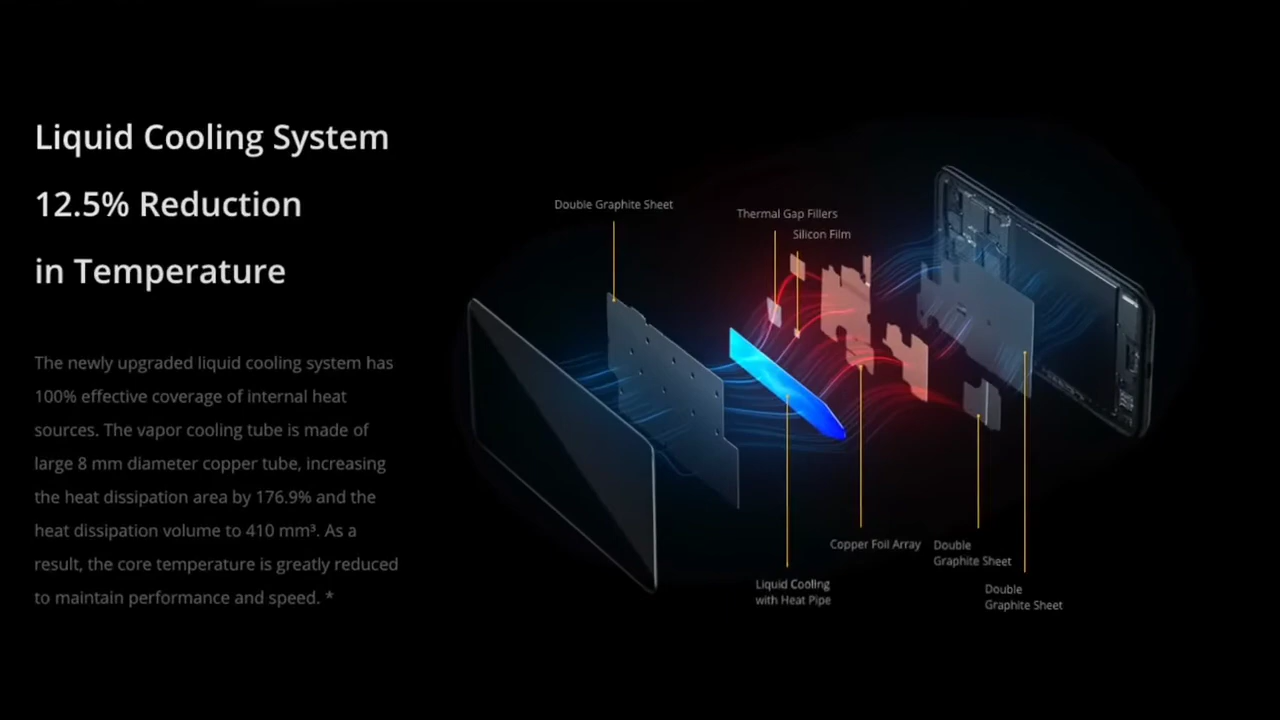 Liquid Cooling System
12.5% Reduction
in Temperature
The newly upgraded liquid cooling system has
100% effective coverage of internal heat
sources. The vapor cooling tube is made of
large 8 mm diameter copper tube, increasing
the heat dissipation area by 176.9% and the
heat dissipation volume to 410 mm³. As a
result, the core temperature is greatly reduced
to maintain performance and speed. *
Double Graphite Sheet
Thermal Gap Fillers
Silicon Film
Copper Foil Array
Double
Graphite Sheet
Liquid Cooling
with Heat Pipe
Double
Graphite Sheet